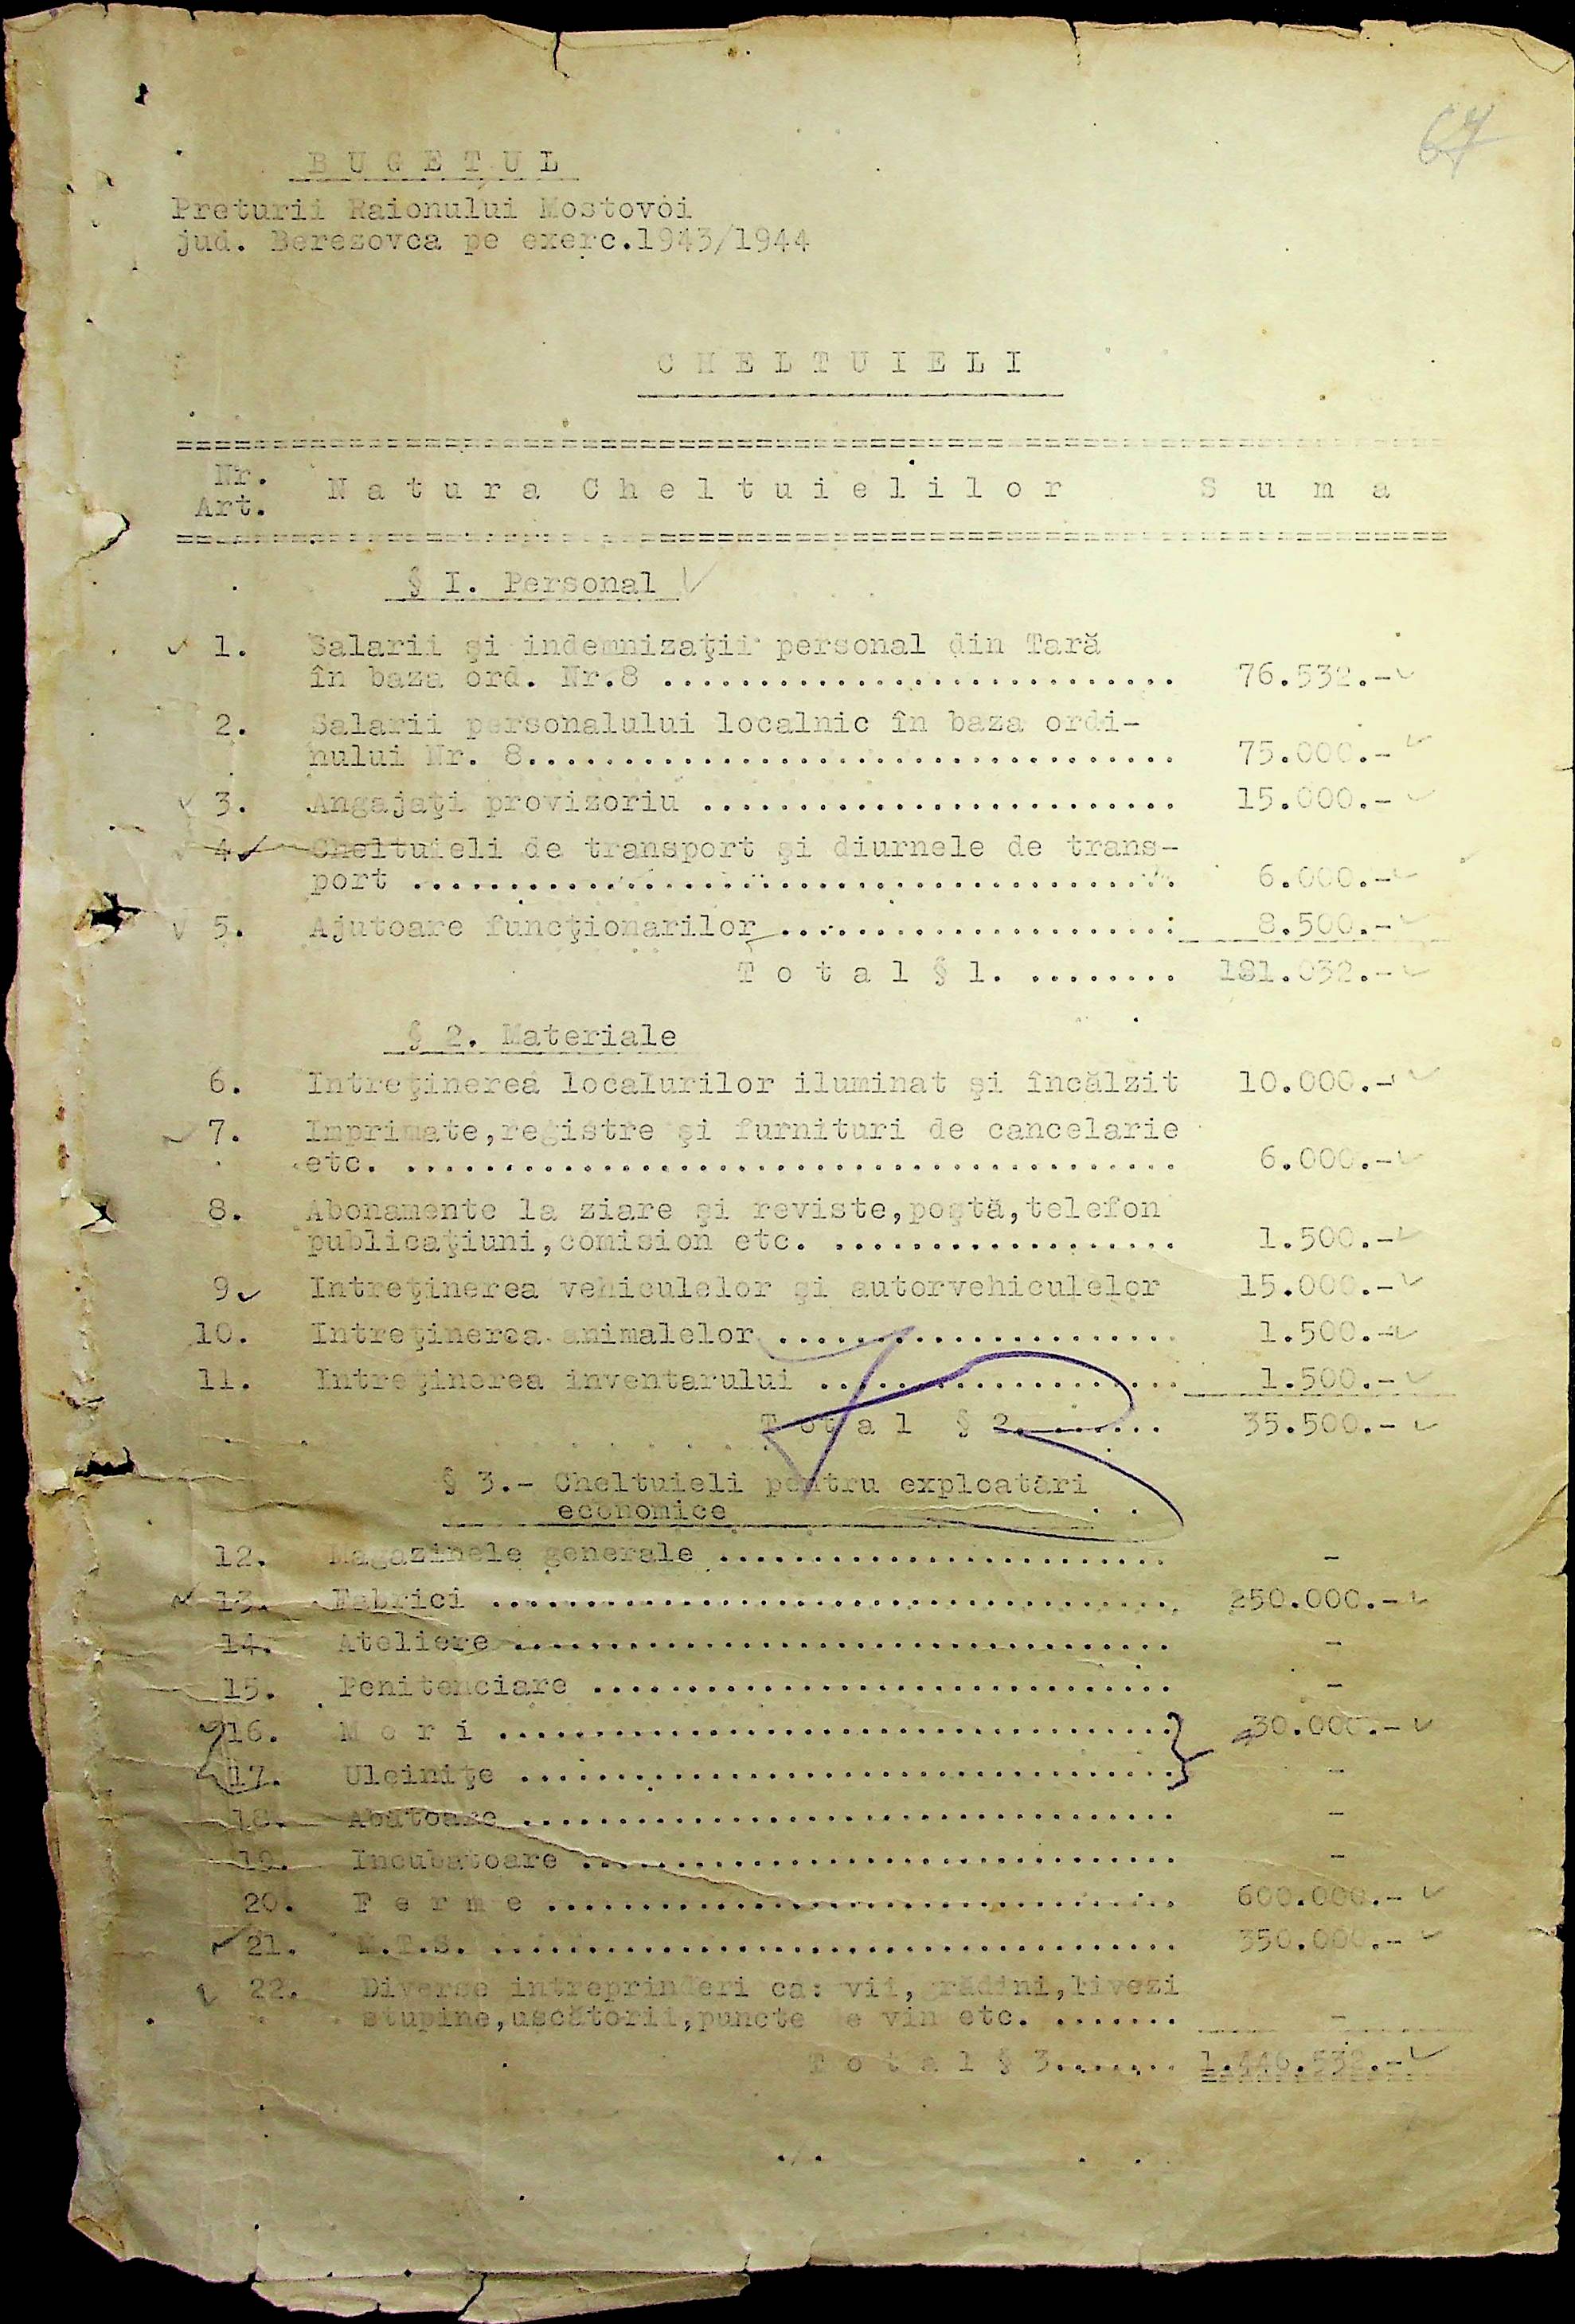 67
B U G E T U L
Preturii Raionului Mostovoi
jud. Beresovca pe exerc.1943/1944
C H E L T U I E L I
Nr. Art. N a t u r a C h e l t u i e l i l o r S u m a
§ I. Personal
1. Salarii şi indemnizaţii personal din Tară
în baza ord. Nr.8 .............................. 76.532.-
2. Salarii personalului localnic în baza ordi-
nului Nr. 8.................................. 75.000.-
3. Angajaţi provizoriu ......................... 15.000.-
4. Cheltuieli de transport şi diurnele de trans-
port ........................................ 6.000.-
5. Ajutoare funcţionarilor ..................... 8.500.-
T o t a l § 1. ........ 181.032.-
§ 2. Materiale
6. Intreţinerea localurilor iluminat şi încălzit 10.000.-
7. Imprimate,registre şi furnituri de cancelarie
etc. ........................................ 6.000.-
8. Abonamente la ziare şi reviste,poştă,telefon
publicaţiuni,comision etc. .................. 1.500.-
9. Intreţinerea vehiculelor şi autorvehiculelor 15.000.-
10. Intreţinerea animalelor ..................... 1.500.-
11. Intreţinerea inventarului ................... 1.500.-
T o t a l § 2........ 35.500.-
§ 3.- Cheltuieli pentru exploatări
economice
12. Magazinele generale ....................... -
13. Fabrici ................................... 250.000.-
14. Ateliere .................................. -
15. Penitenciare .............................. -
16. M o r i ................................... 30.000.-
17. Uleiniţe .................................. -
18. Abatoare .................................. -
19. Incubatoare ............................... -
20. F e r m e ................................. 600.000.-
21. M.T.S. .................................... 350.000.-
22. Diverse intreprinderi ca: vii, grădini,livezi
stupine,uscătorii,puncte de vin etc. ....... -
T o t a l § 3....... 1.446.532.-
./.